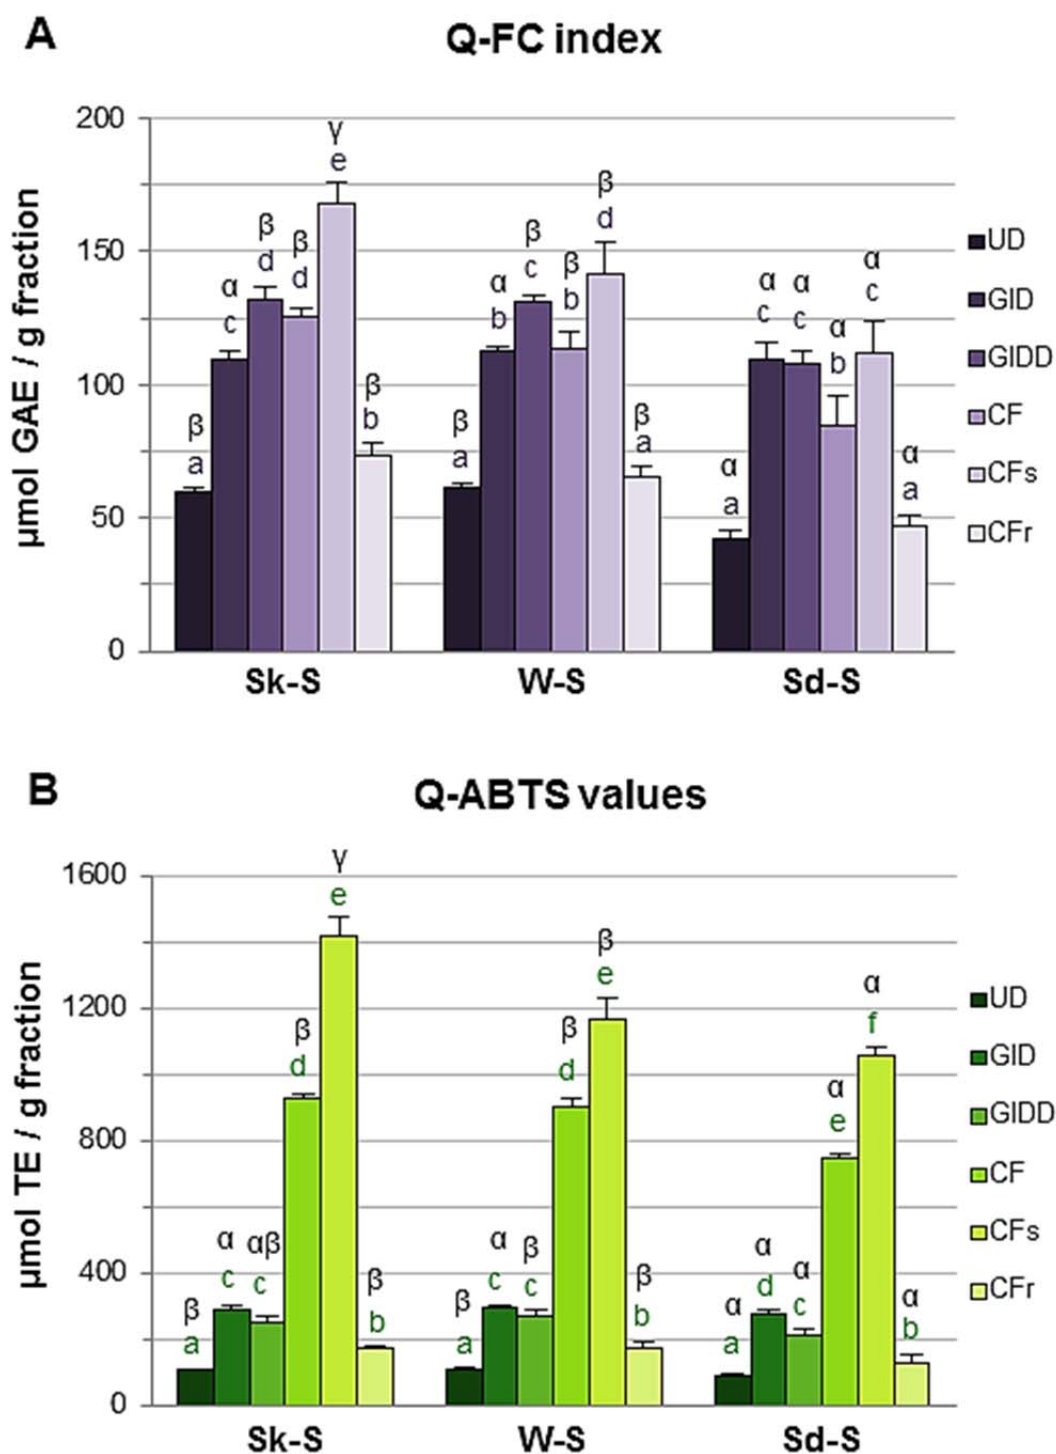 A
Q-FC index
µmol GAE / g fraction
200
150
100
50
0
β a
α c
β d
β d
γ e
β b
β a
α b
β c
β b
β d
β a
α a
α c
α c
α b
α c
α a
Sk-S
W-S
Sd-S
UD
GID
GIDD
CF
CFs
CFr
B
Q-ABTS values
µmol TE / g fraction
1600
1200
800
400
0
β a
α c
αβ c
β d
γ e
β b
β a
α c
β c
β d
β e
β b
α a
α d
α c
α e
α f
α b
Sk-S
W-S
Sd-S
UD
GID
GIDD
CF
CFs
CFr